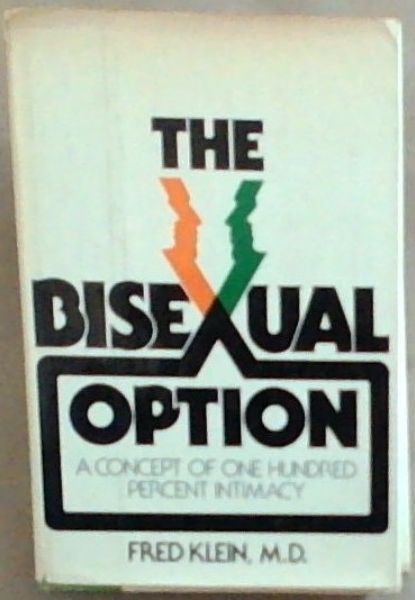 THE
BISEXUAL
OPTION
A CONCEPT OF ONE HUNDRED
PERCENT INTIMACY
FRED KLEIN, M.D.